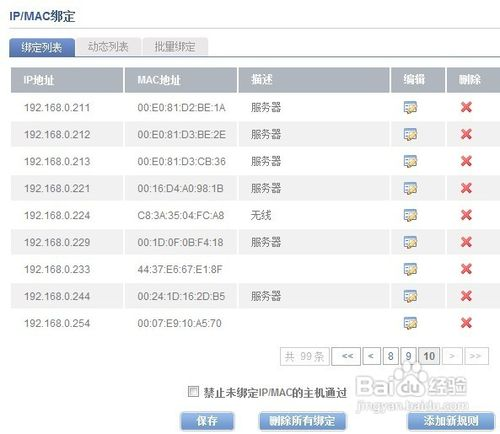 IP/MAC绑定
绑定列表 动态列表 批量绑定
IP地址 MAC地址 描述 编辑 删除
192.168.0.211 00:E0:81:D2:BE:1A 服务器
192.168.0.212 00:E0:81:D3:BE:2E 服务器
192.168.0.213 00:E0:81:D3:CB:36 服务器
192.168.0.221 00:16:D4:A0:98:1B 服务器
192.168.0.224 C8:3A:35:04:FC:A8 无线
192.168.0.229 00:1D:0F:0B:F4:18 服务器
192.168.0.233 44:37:E6:67:E1:8F
192.168.0.244 00:24:1D:16:2D:B5 服务器
192.168.0.254 00:07:E9:10:A5:70
共 99 条 << < 8 9 10 > >>
禁止未绑定IP/MAC的主机通过
保存 删除所有绑定 添加新规则
Baidu经验
jingyan.baidu.com